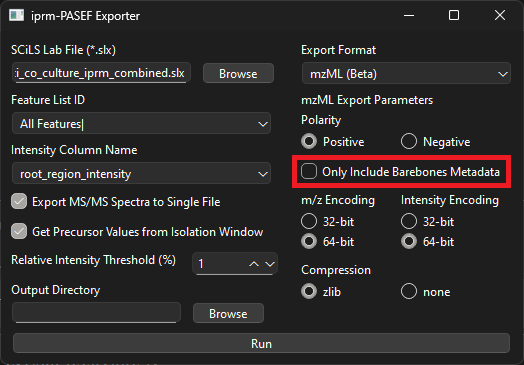 iprm-PASEF Exporter
SCiLS Lab File (*.slx)
:i_co_culture_iprm_combined.slx
Browse
Feature List ID
All Features
Intensity Column Name
root_region_intensity
Export MS/MS Spectra to Single File
Get Precursor Values from Isolation Window
Relative Intensity Threshold (%)
1
Output Directory
Browse
Export Format
mzML (Beta)
mzML Export Parameters
Polarity
Positive
Negative
Only Include Barebones Metadata
m/z Encoding
Intensity Encoding
32-bit
32-bit
64-bit
64-bit
Compression
zlib
none
Run